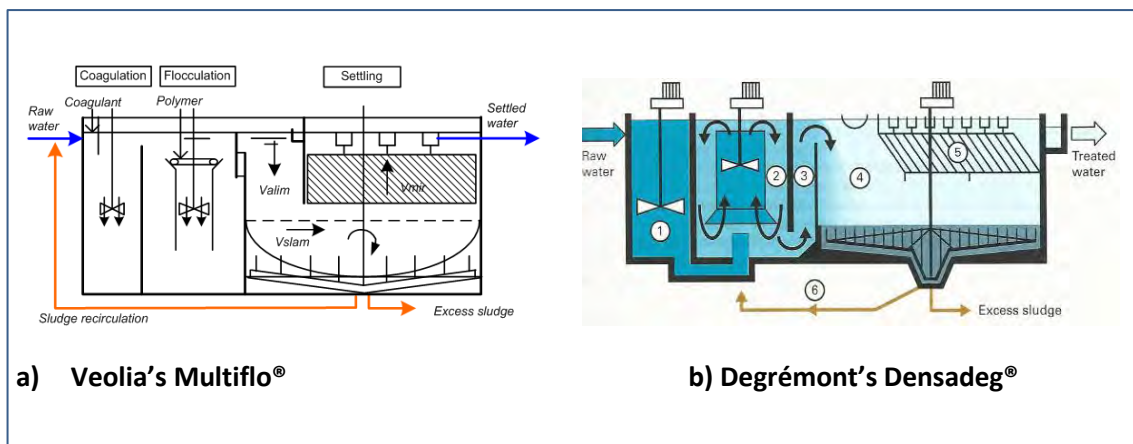 Coagulation
Flocculation
Settling
Coagulant
Polymer
Raw
water
Settled
water
Valim
Vmir
Vslam
Sludge recirculation
Excess sludge
a) Veolia’s Multiflo®
Raw
water
1
2
3
4
5
6
Treated
water
Excess sludge
b) Degrémont’s Densadeg®